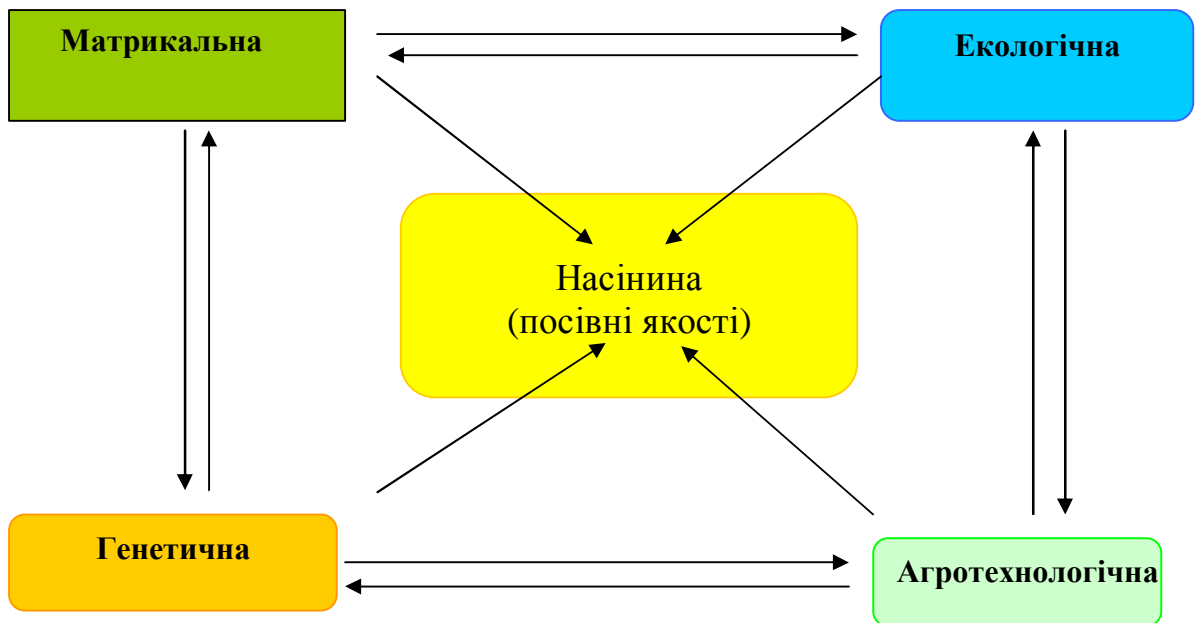 Матрикальна
Екологічна
Насінина
(посівні якості)
Генетична
Агротехнологічна